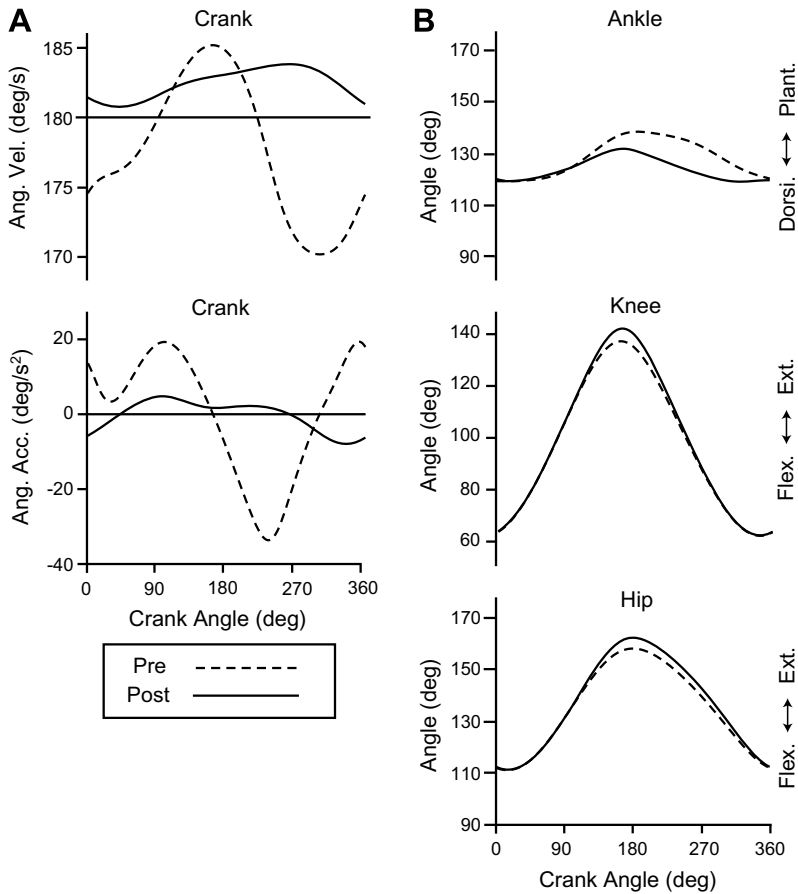 A
Crank
Ang. Vel. (deg/s)
185
180
175
170
Crank
Ang. Acc. (deg/s²)
20
0
-20
-40
0 90 180 270 360
Crank Angle (deg)
Pre
Post
B
Ankle
Angle (deg)
170
150
130
110
90
Dorsi. ↔ Plant.
Knee
Angle (deg)
140
120
100
80
60
Flex. ↔ Ext.
Hip
Angle (deg)
170
150
130
110
90
Flex. ↔ Ext.
0 90 180 270 360
Crank Angle (deg)